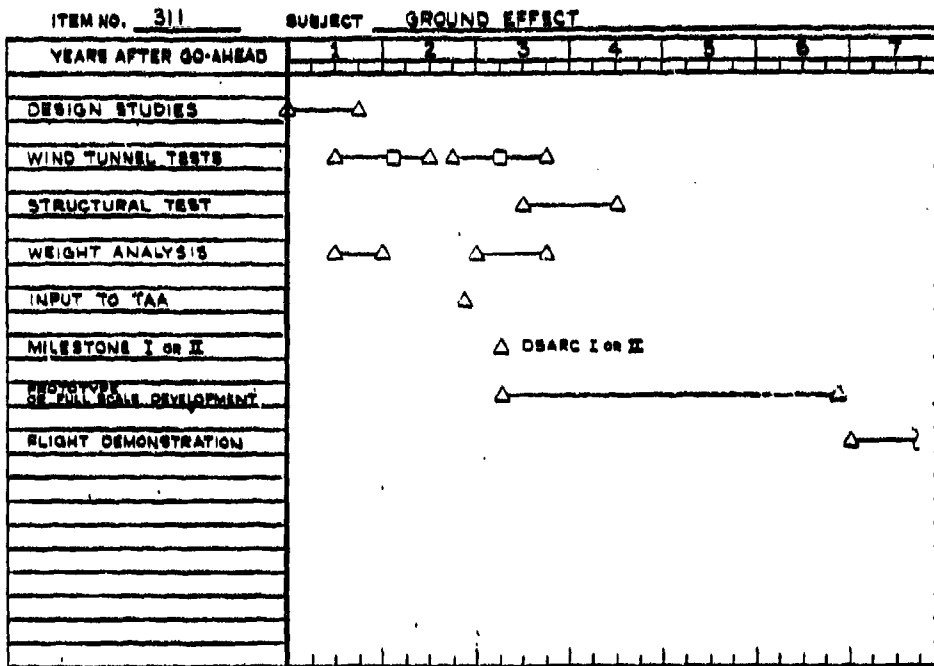 ITEM NO. 311 SUBJECT GROUND EFFECT
YEARS AFTER GO-AHEAD 1 2 3 4 5 6 7
DESIGN STUDIES
WIND TUNNEL TESTS
STRUCTURAL TEST
WEIGHT ANALYSIS
INPUT TO TAA
MILESTONE I OR II DSARC I OR II
PROTOTYPE
OR FULL SCALE DEVELOPMENT
FLIGHT DEMONSTRATION